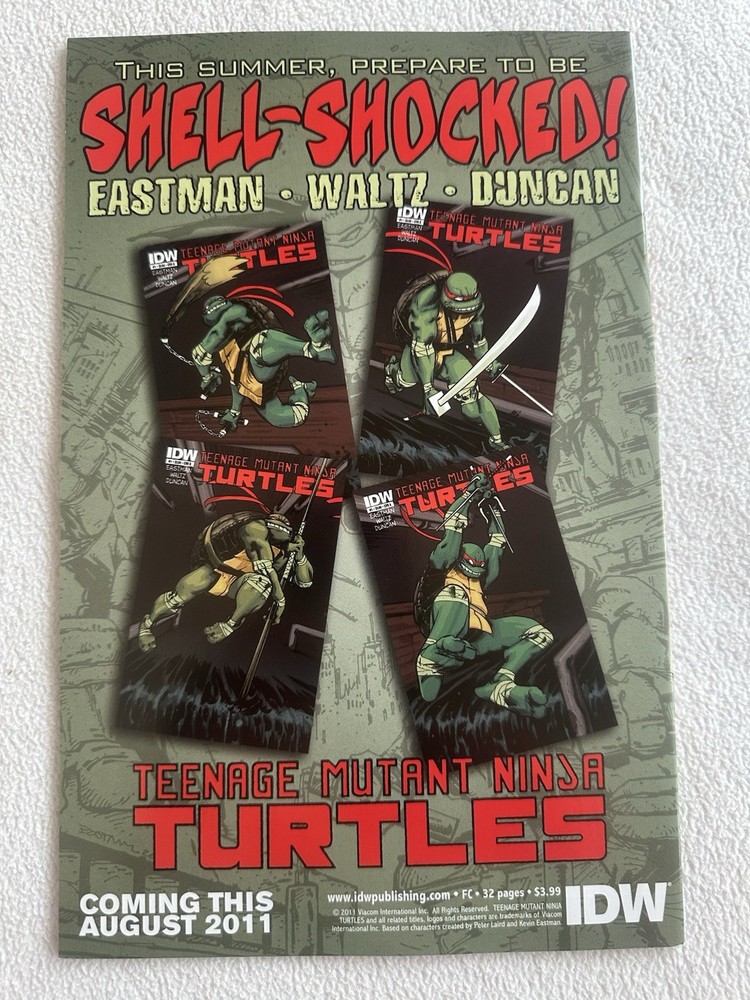 THIS SUMMER, PREPARE TO BE
SHELL-SHOCKED!
EASTMAN • WALTZ • DUNCAN
IDW
EASTMAN
WALTZ
DUNCAN
TEENAGE MUTANT NINJA
TURTLES
IDW
WALTZ
DUNCAN
TEENAGE MUTANT NINJA
TURTLES
IDW
EASTMAN
WALTZ
DUNCAN
TEENAGE MUTANT NINJA
TURTLES
IDW
EASTMAN
WALTZ
DUNCAN
TEENAGE MUTANT NINJA
TURTLES
TEENAGE MUTANT NINJA
TURTLES
COMING THIS
AUGUST 2011
www.idwpublishing.com • FC • 32 pages • $3.99
© 2011 Viacom International Inc. All Rights Reserved. TEENAGE MUTANT NINJA
TURTLES and all related titles, logos and characters are trademarks of Viacom
International Inc. Based on characters created by Peter Laird and Kevin Eastman.
IDW